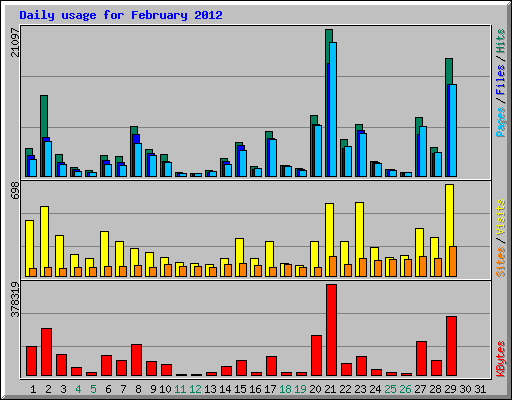 Daily usage for February 2012
21097
Pages / Files / Hits
698
Sites / Visits
378319
KBytes
1 2 3 4 5 6 7 8 9 10 11 12 13 14 15 16 17 18 19 20 21 22 23 24 25 26 27 28 29 30 31